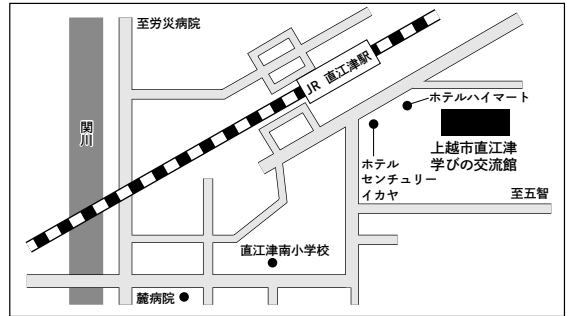 至労災病院
JR 直江津駅
ホテルハイマート
関川
上越市直江津
学びの交流館
ホテル
センチュリー
イカヤ
至五智
直江津南小学校
麓病院